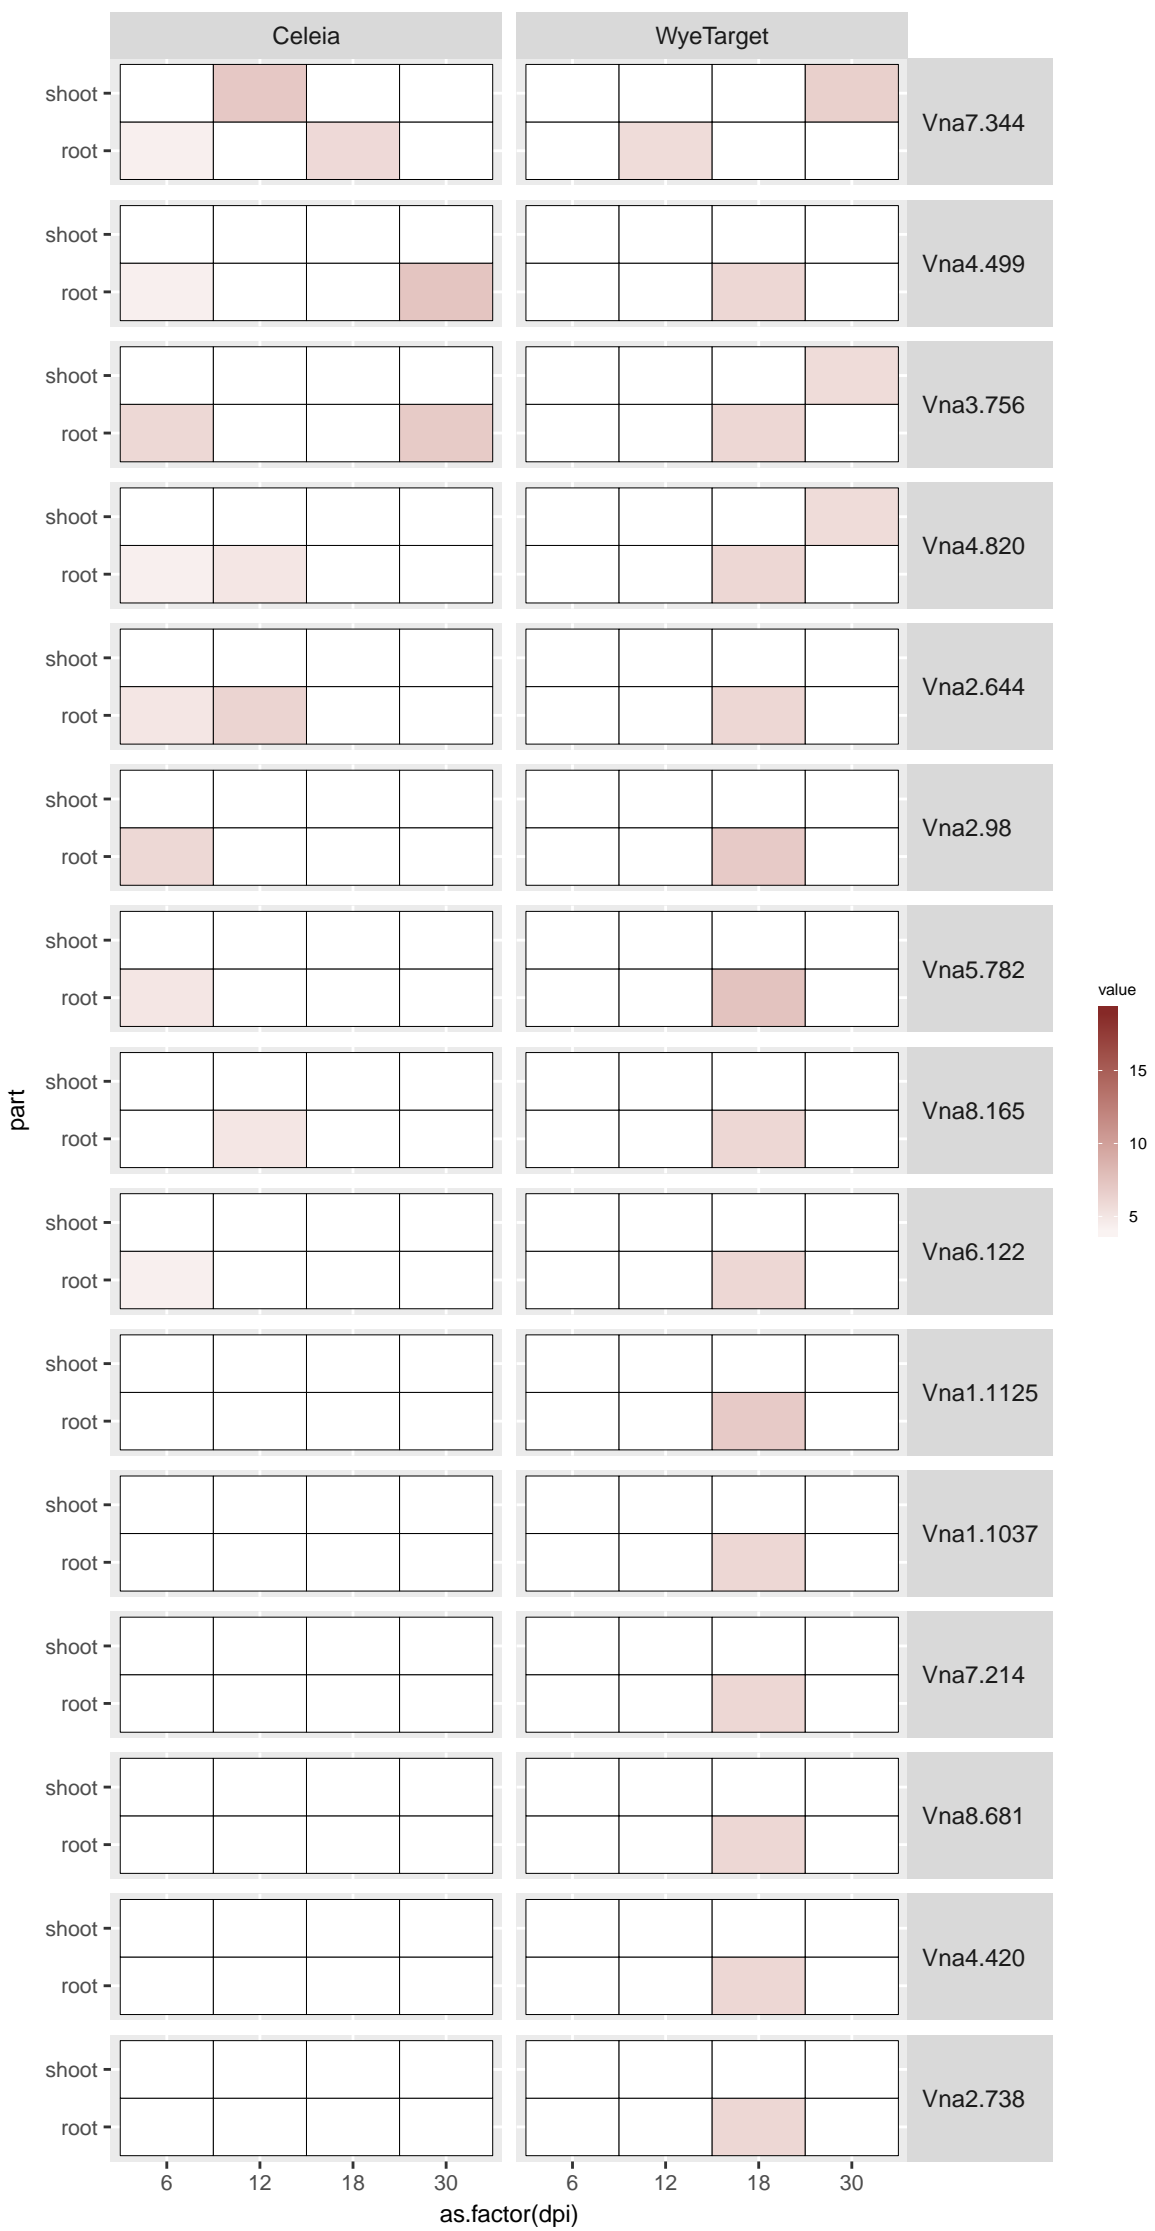 Celeia WyeTarget
shoot
root
Vna7.344
shoot
root
Vna4.499
shoot
root
Vna3.756
shoot
root
Vna4.820
shoot
root
Vna2.644
shoot
root
Vna2.98
shoot
root
Vna5.782
shoot
root
Vna8.165
shoot
root
Vna6.122
shoot
root
Vna1.1125
shoot
root
Vna1.1037
shoot
root
Vna7.214
shoot
root
Vna8.681
shoot
root
Vna4.420
shoot
root
Vna2.738
6 12 18 30 6 12 18 30
as.factor(dpi)
part
value
15
10
5